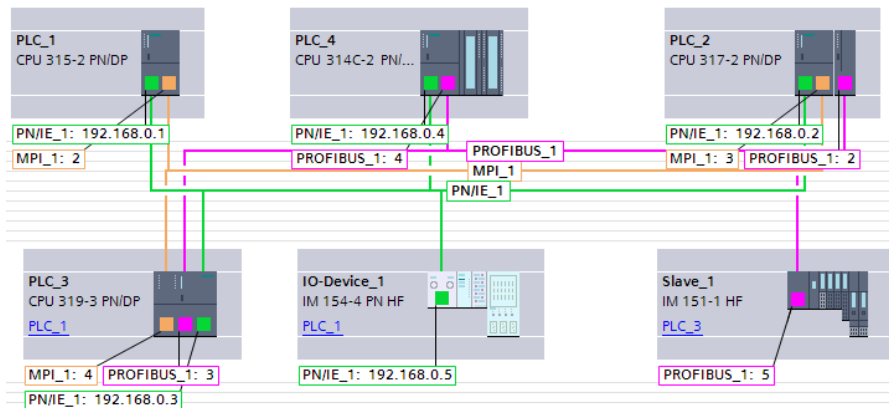 PLC_1
CPU 315-2 PN/DP
PLC_4
CPU 314C-2 PN/...
PLC_2
CPU 317-2 PN/DP
PN/IE_1: 192.168.0.1
PN/IE_1: 192.168.0.4
PN/IE_1: 192.168.0.2
MPI_1: 2
PROFIBUS_1: 4
PROFIBUS_1
MPI_1: 3
PROFIBUS_1: 2
MPI_1
PN/IE_1
PLC_3
CPU 319-3 PN/DP
PLC_1
IO-Device_1
IM 154-4 PN HF
PLC_1
Slave_1
IM 151-1 HF
PLC_3
MPI_1: 4
PROFIBUS_1: 3
PN/IE_1: 192.168.0.5
PROFIBUS_1: 5
PN/IE_1: 192.168.0.3